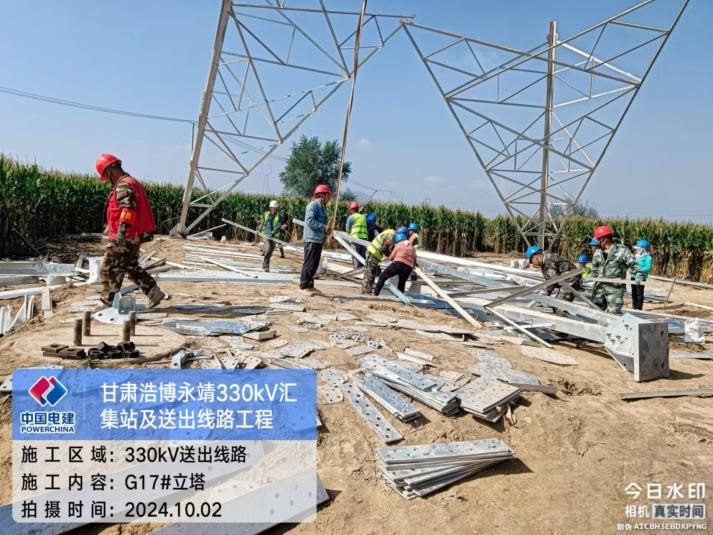 中国电建
POWERCHINA
甘肃浩博永靖330kV汇
集站及送出线路工程
施工区域：330kV送出线路
施工内容：G17#立塔
拍摄时间：2024.10.02
今日水印
相机 真实时间
防伪 ATCBH3EBDXPYNG